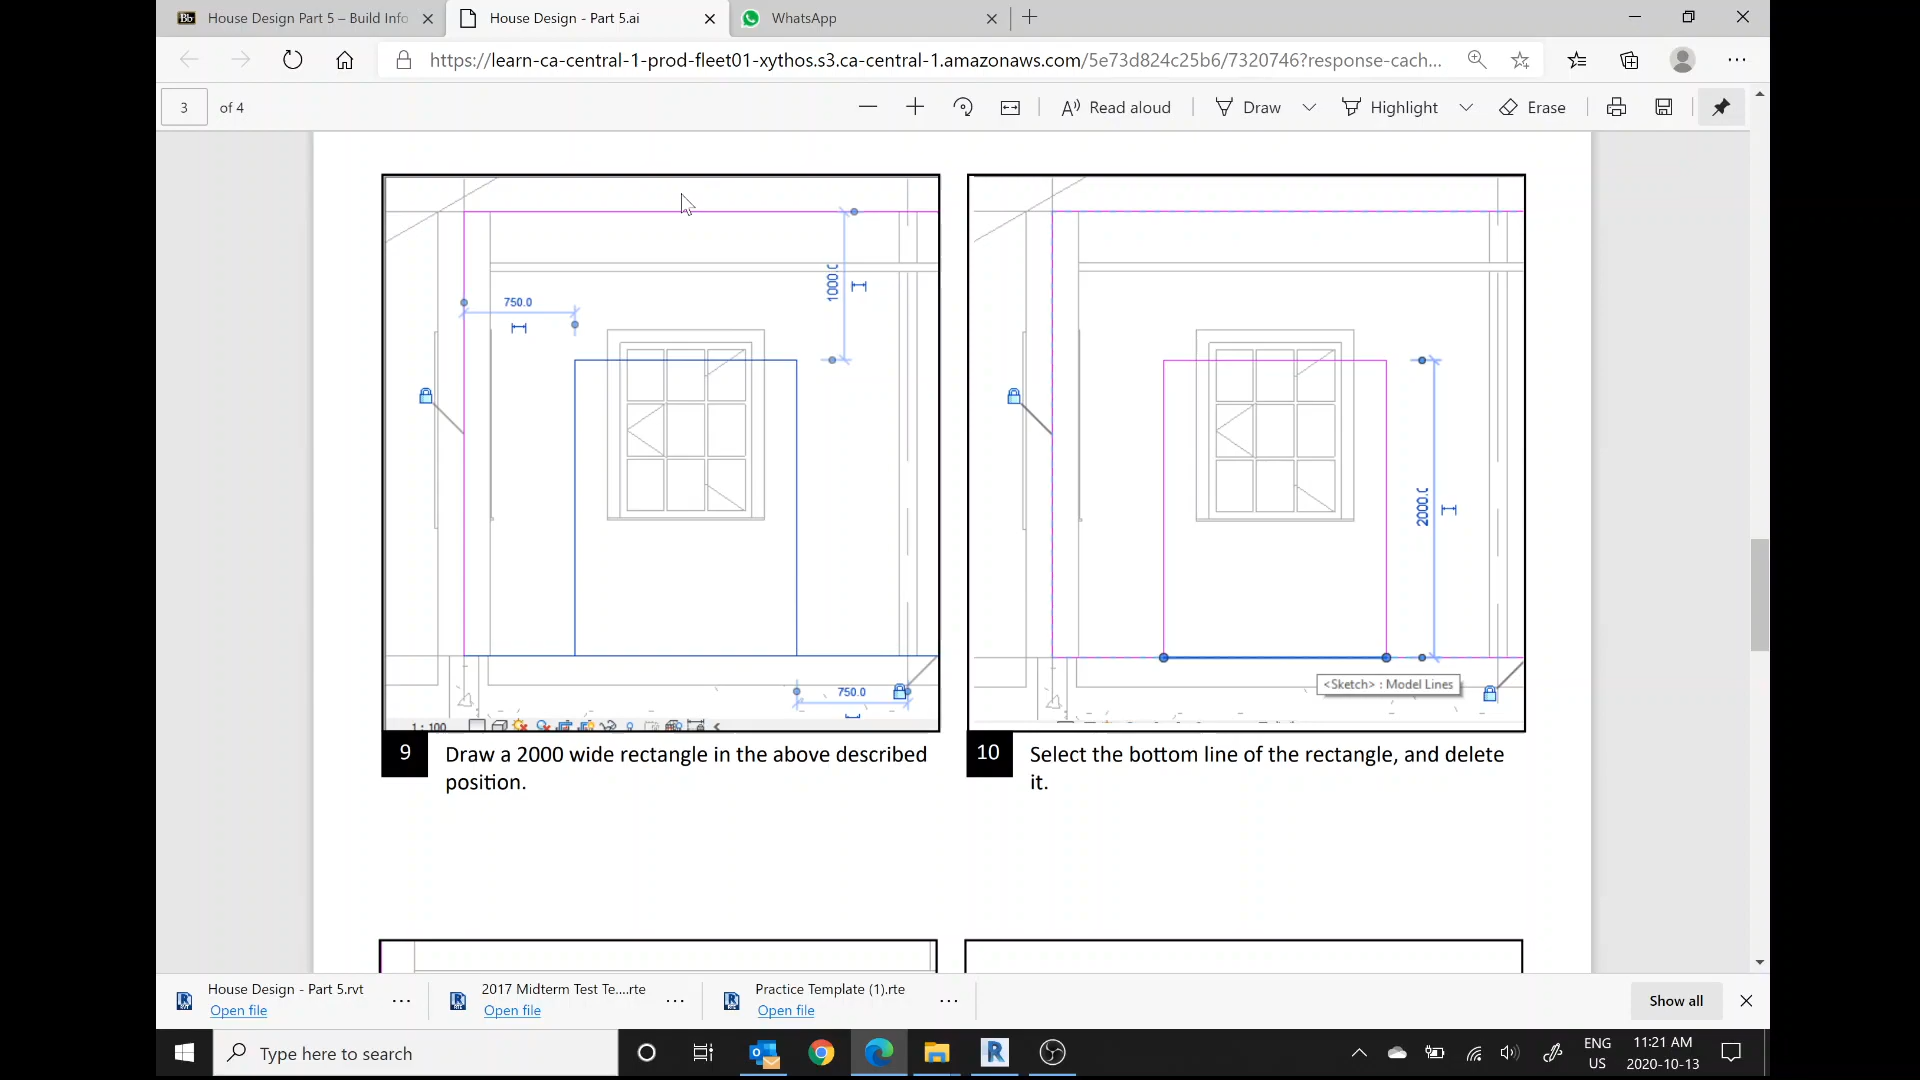 House Design Part 5 – Build Info
House Design - Part 5.ai
WhatsApp
https://learn-ca-central-1-prod-fleet01-xythos.s3.ca-central-1.amazonaws.com/5e73d824c25b6/7320746?response-cach...
3
of 4
Read aloud
Draw
Highlight
Erase
750.0
1000.0
750.0
1 : 100
2000.0
<Sketch> : Model Lines
9
Draw a 2000 wide rectangle in the above described
position.
10
Select the bottom line of the rectangle, and delete
it.
House Design - Part 5.rvt
Open file
2017 Midterm Test Te....rte
Open file
Practice Template (1).rte
Open file
Show all
Type here to search
ENG
US
11:21 AM
2020-10-13